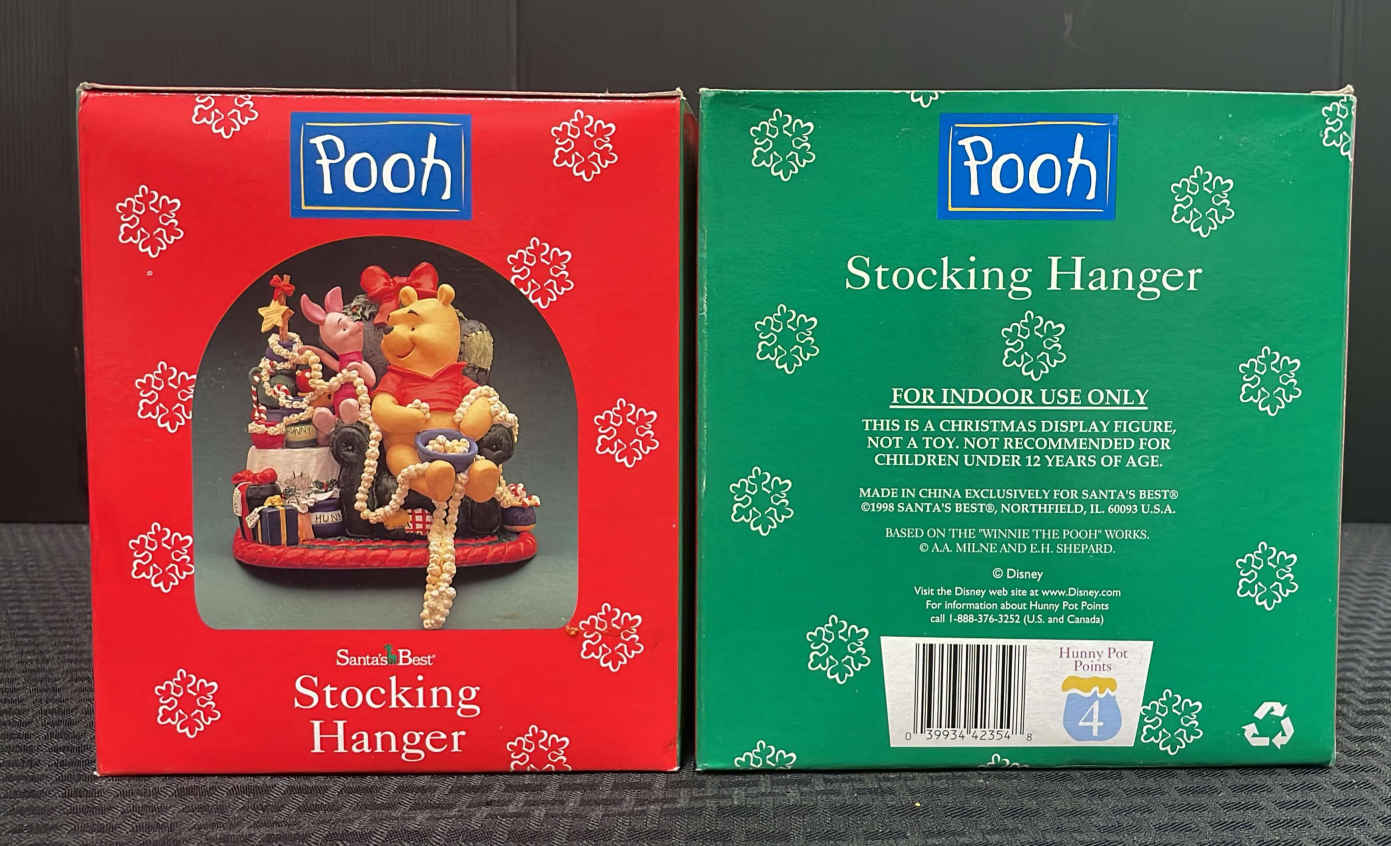 Pooh
HUNN
Santa's Best®
Stocking
Hanger
Pooh
Stocking Hanger
FOR INDOOR USE ONLY
THIS IS A CHRISTMAS DISPLAY FIGURE,
NOT A TOY. NOT RECOMMENDED FOR
CHILDREN UNDER 12 YEARS OF AGE.
MADE IN CHINA EXCLUSIVELY FOR SANTA'S BEST®
©1998 SANTA'S BEST®, NORTHFIELD, IL. 60093 U.S.A.
BASED ON THE "WINNIE THE POOH" WORKS.
© A.A. MILNE AND E.H. SHEPARD.
© Disney
Visit the Disney web site at www.Disney.com
For information about Hunny Pot Points
call 1-888-376-3252 (U.S. and Canada)
Hunny Pot
Points
4
0 39934 42354 8